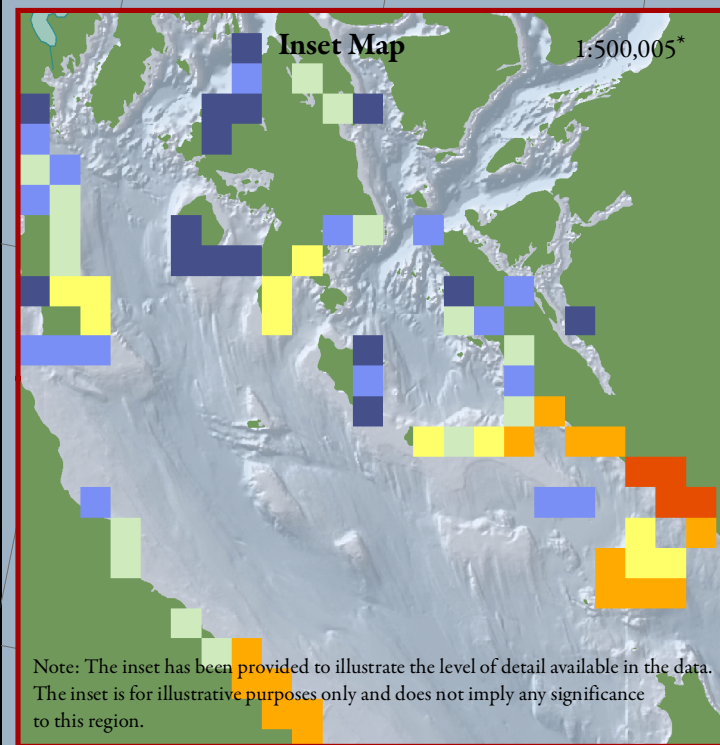 Inset Map
1:500,005*
Note: The inset has been provided to illustrate the level of detail available in the data.
The inset is for illustrative purposes only and does not imply any significance
to this region.